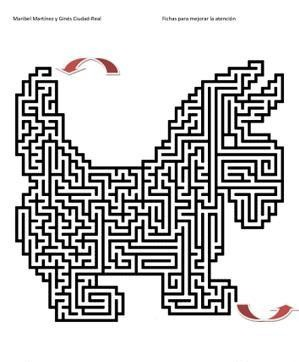 Maribel Martínez y Ginés Ciudad-Real
Fichas para mejorar la atención